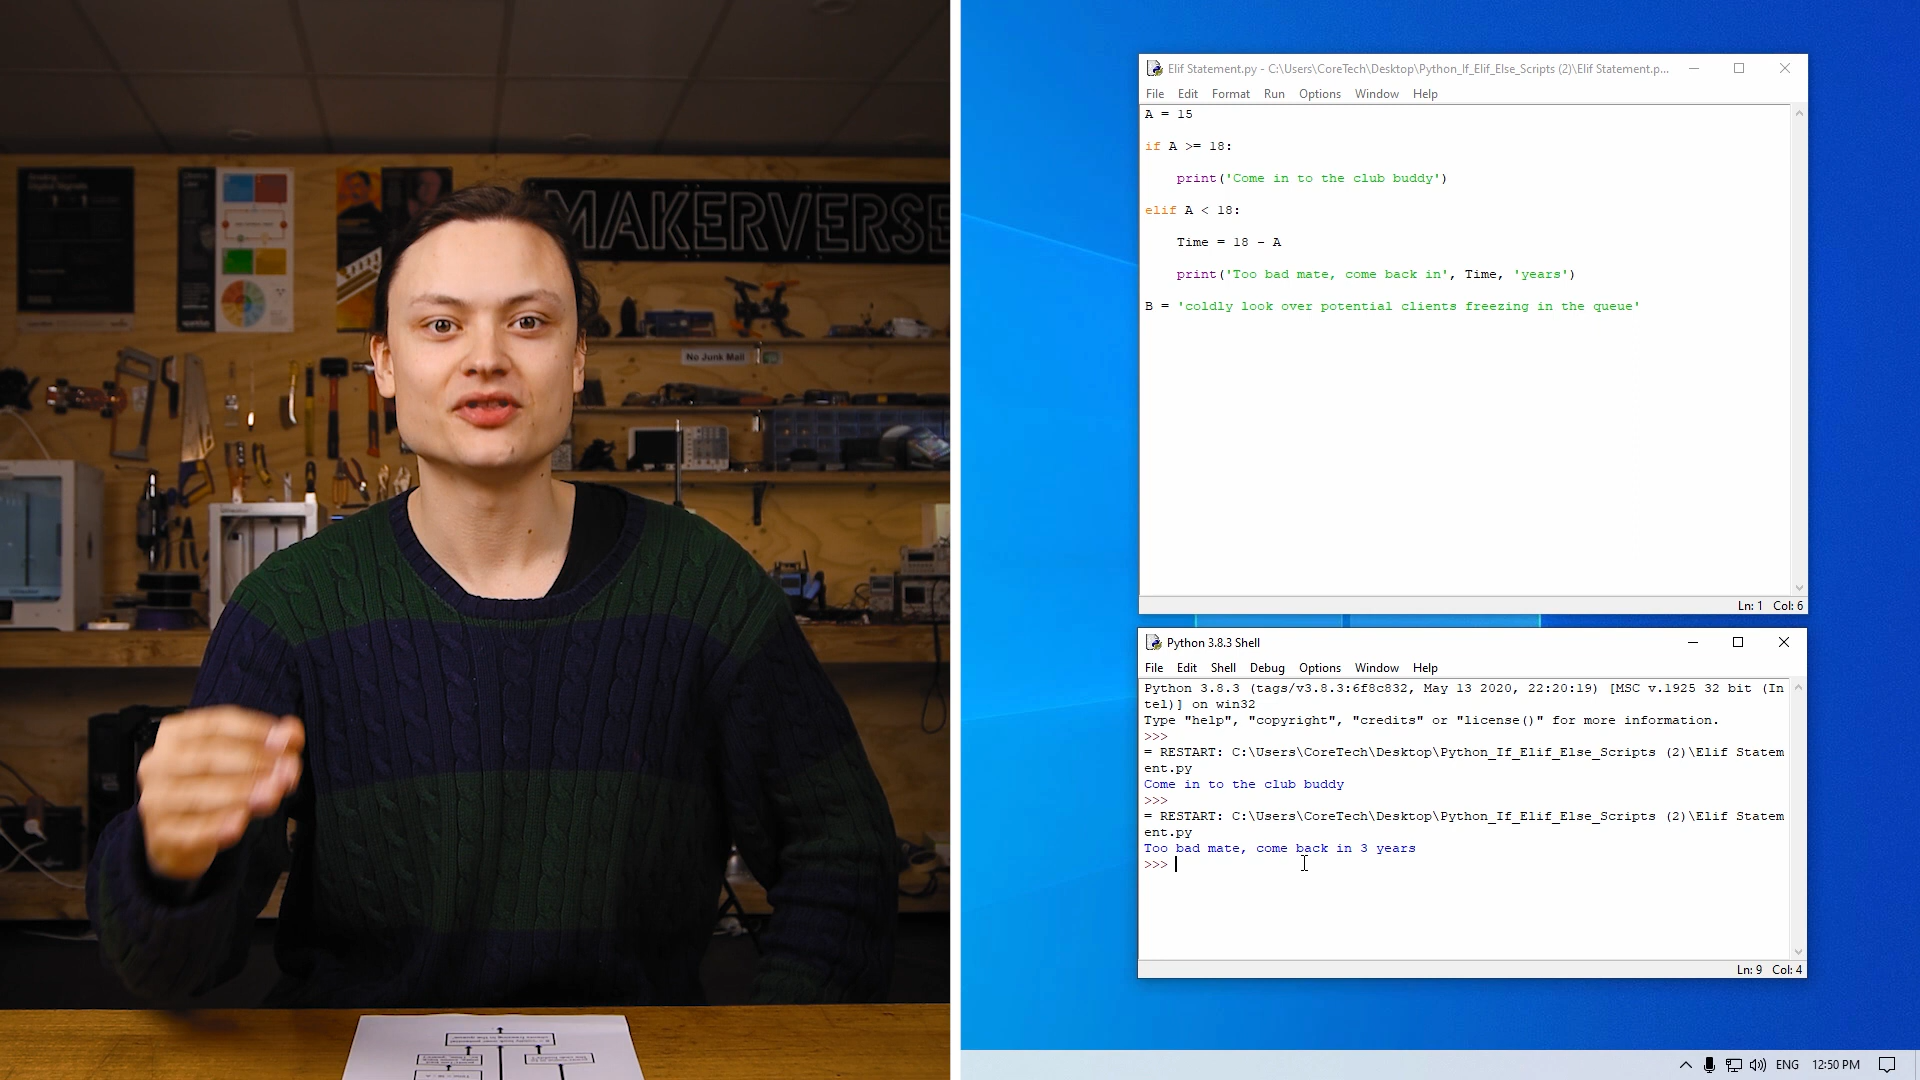 MAKERVERSE
No Junk Mail
Elif Statement.py - C:\Users\CoreTech\Desktop\Python_If_Elif_Else_Scripts (2)\Elif Statement.p...
File Edit Format Run Options Window Help
A = 15
if A >= 18:
print('Come in to the club buddy')
elif A < 18:
Time = 18 - A
print('Too bad mate, come back in', Time, 'years')
B = 'coldly look over potential clients freezing in the queue'
Ln: 1 Col: 6
Python 3.8.3 Shell
File Edit Shell Debug Options Window Help
Python 3.8.3 (tags/v3.8.3:6f8c832, May 13 2020, 22:20:19) [MSC v.1925 32 bit (In
tel)] on win32
Type "help", "copyright", "credits" or "license()" for more information.
>>>
= RESTART: C:\Users\CoreTech\Desktop\Python_If_Elif_Else_Scripts (2)\Elif Statem
ent.py
Come in to the club buddy
>>>
= RESTART: C:\Users\CoreTech\Desktop\Python_If_Elif_Else_Scripts (2)\Elif Statem
ent.py
Too bad mate, come back in 3 years
>>>
Ln: 9 Col: 4
ENG 12:50 PM